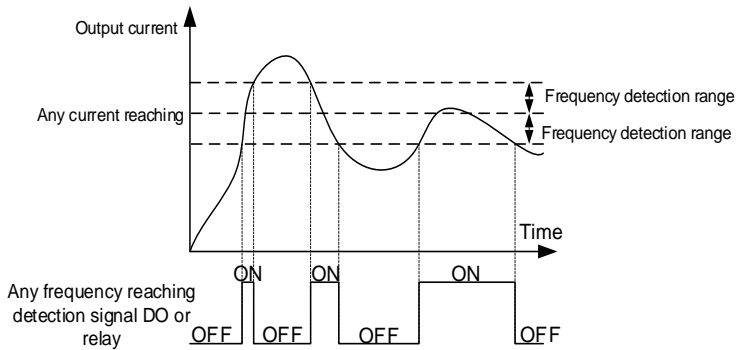 Output current
Frequency detection range
Any current reaching
Frequency detection range
Time
ON ON ON
Any frequency reaching
detection signal DO or
relay
OFF OFF OFF OFF